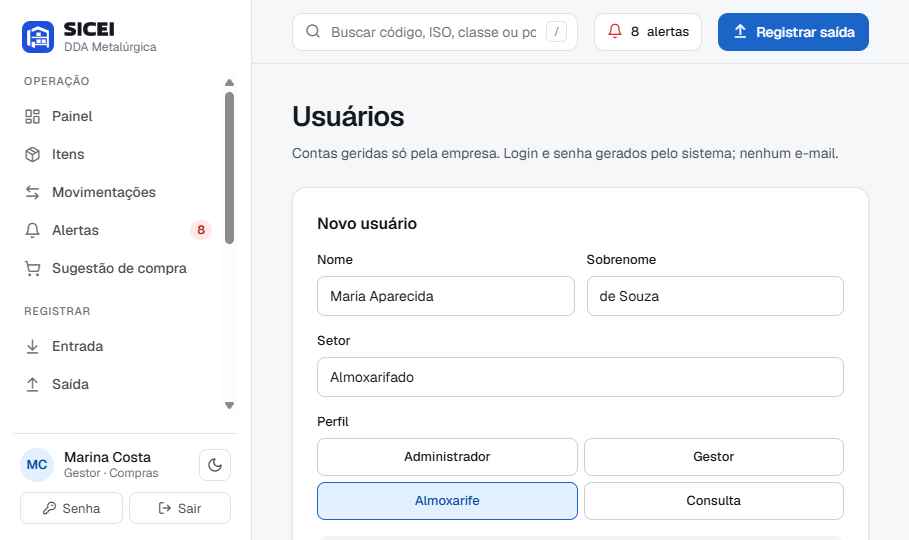 SICEI
DDA Metalúrgica
OPERAÇÃO
Painel
Itens
Movimentações
Alertas 8
Sugestão de compra
REGISTRAR
Entrada
Saída
MC Marina Costa
Gestor · Compras
Senha Sair
Buscar código, ISO, classe ou po /
8 alertas
Registrar saída
Usuários
Contas geridas só pela empresa. Login e senha gerados pelo sistema; nenhum e-mail.
Novo usuário
Nome Sobrenome
Maria Aparecida de Souza
Setor
Almoxarifado
Perfil
Administrador Gestor
Almoxarife Consulta